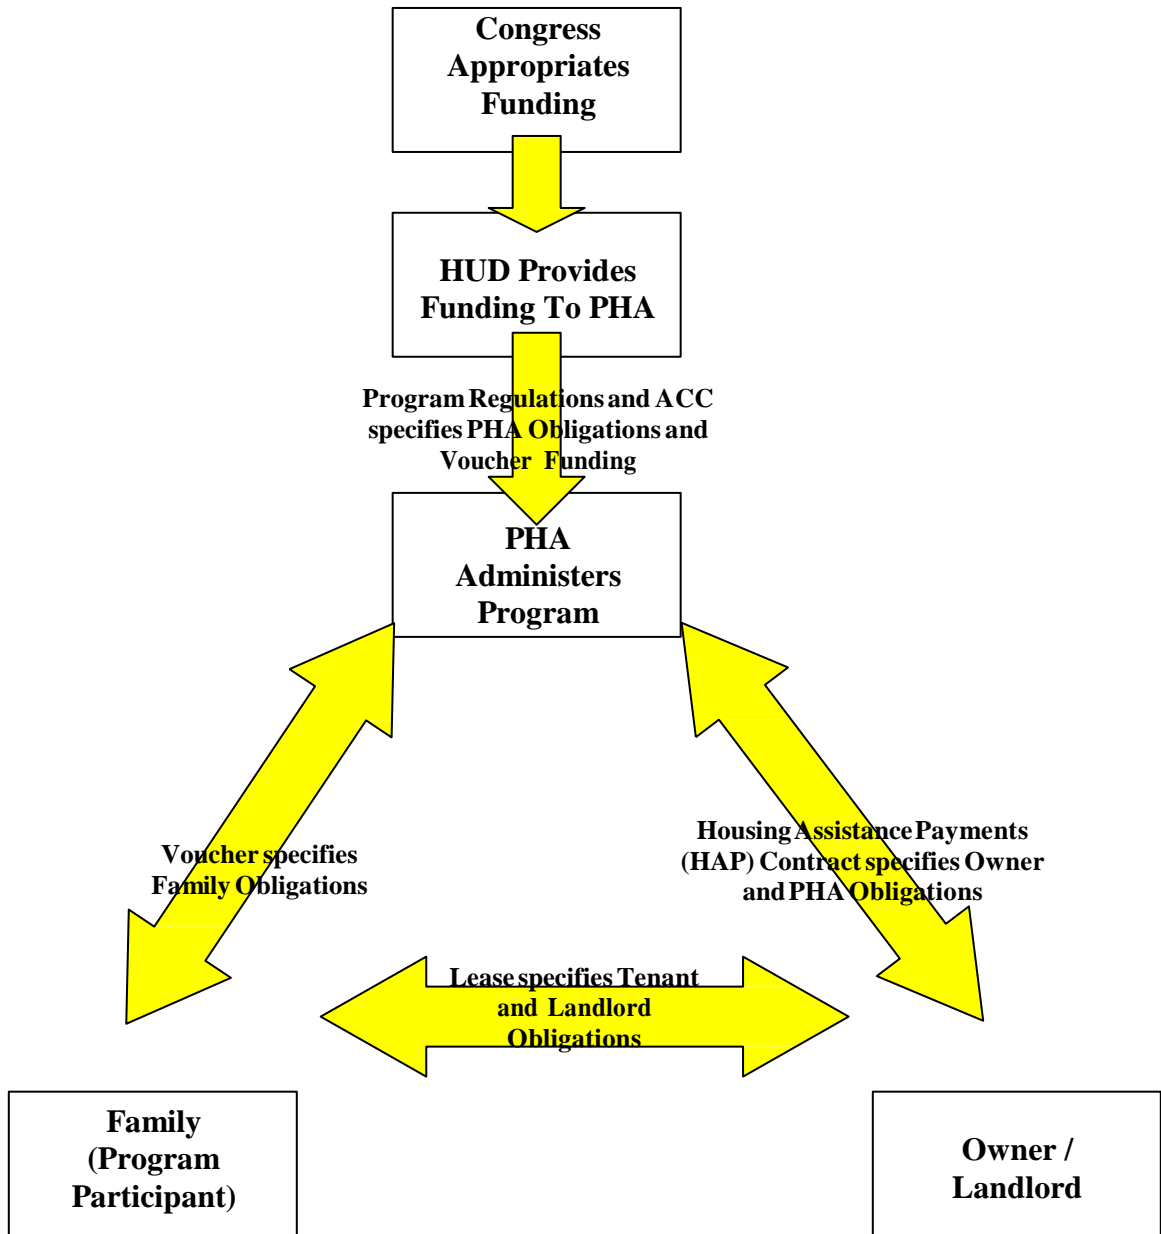 Congress
Appropriates
Funding
HUD Provides
Funding To PHA
Program Regulations and ACC
specifies PHA Obligations and
Voucher Funding
PHA
Administers
Program
Voucher specifies
Family Obligations
Housing Assistance Payments
(HAP) Contract specifies Owner
and PHA Obligations
Lease specifies Tenant
and Landlord
Obligations
Family
(Program
Participant)
Owner /
Landlord